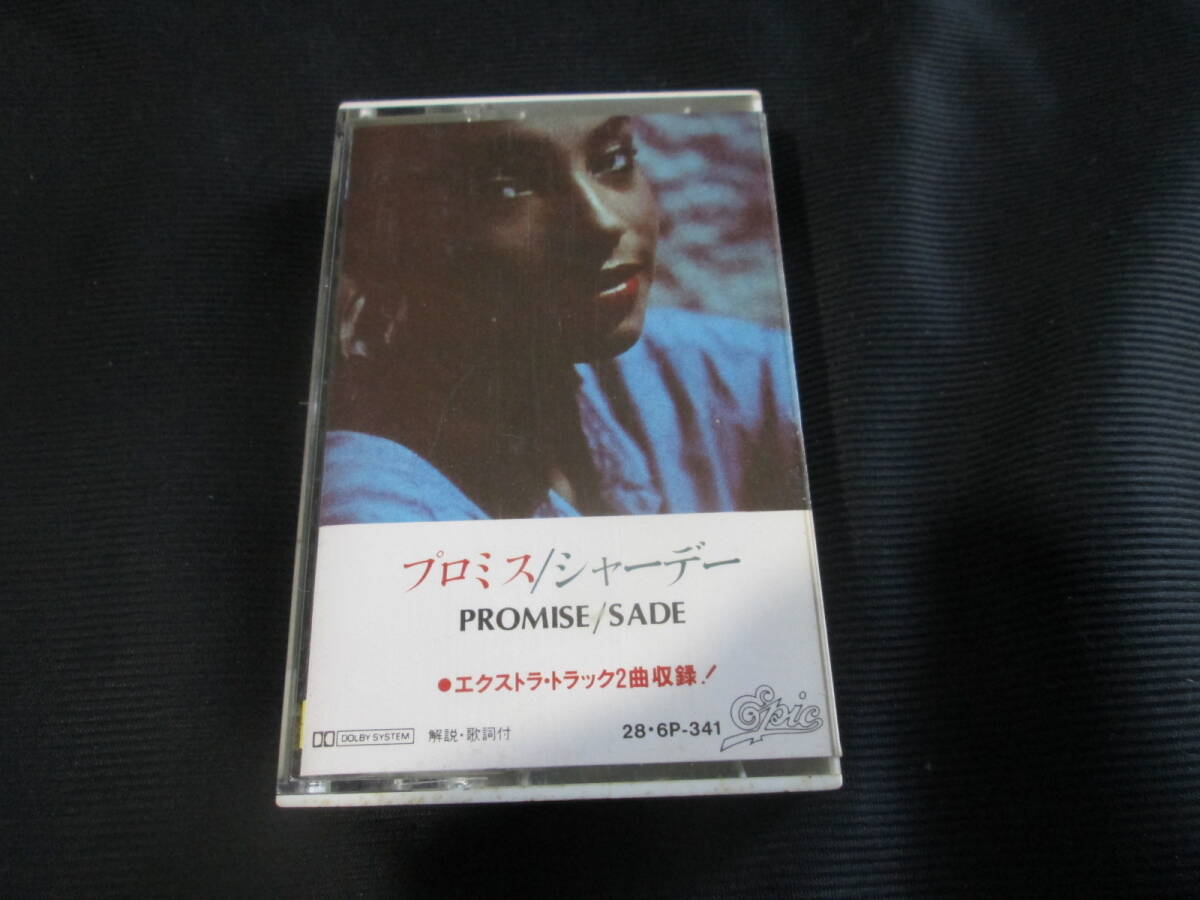 プロミス/シャーデー
PROMISE/SADE
●エクストラ・トラック2曲収録!
DOLBY SYSTEM 解説・歌詞付 28・6P-341 Epic